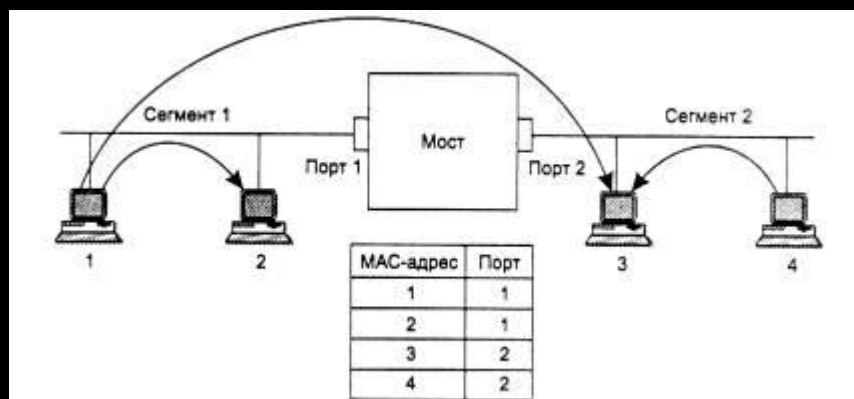 Сегмент 1
Сегмент 2
Мост
Порт 1
Порт 2
1
2
3
4
МАС-адрес Порт
1 1
2 1
3 2
4 2